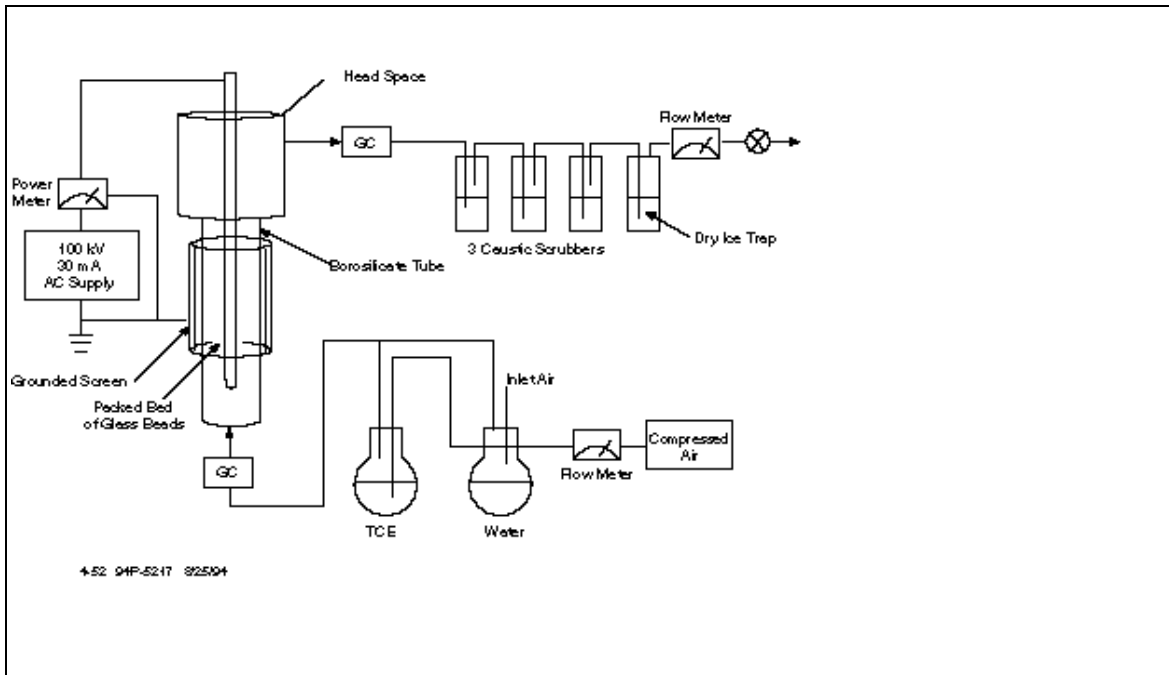 Head Space
GC
Flow Meter
Power
Meter
100 kV
30 mA
AC Supply
3 Caustic Scrubbers
Dry Ice Trap
Borosilicate Tube
Grounded Screen
Packed Bed
of Glass Beads
Inlet Air
Compressed
Air
Flow Meter
GC
TCE
Water
4-52 94P-5217 8/25/94